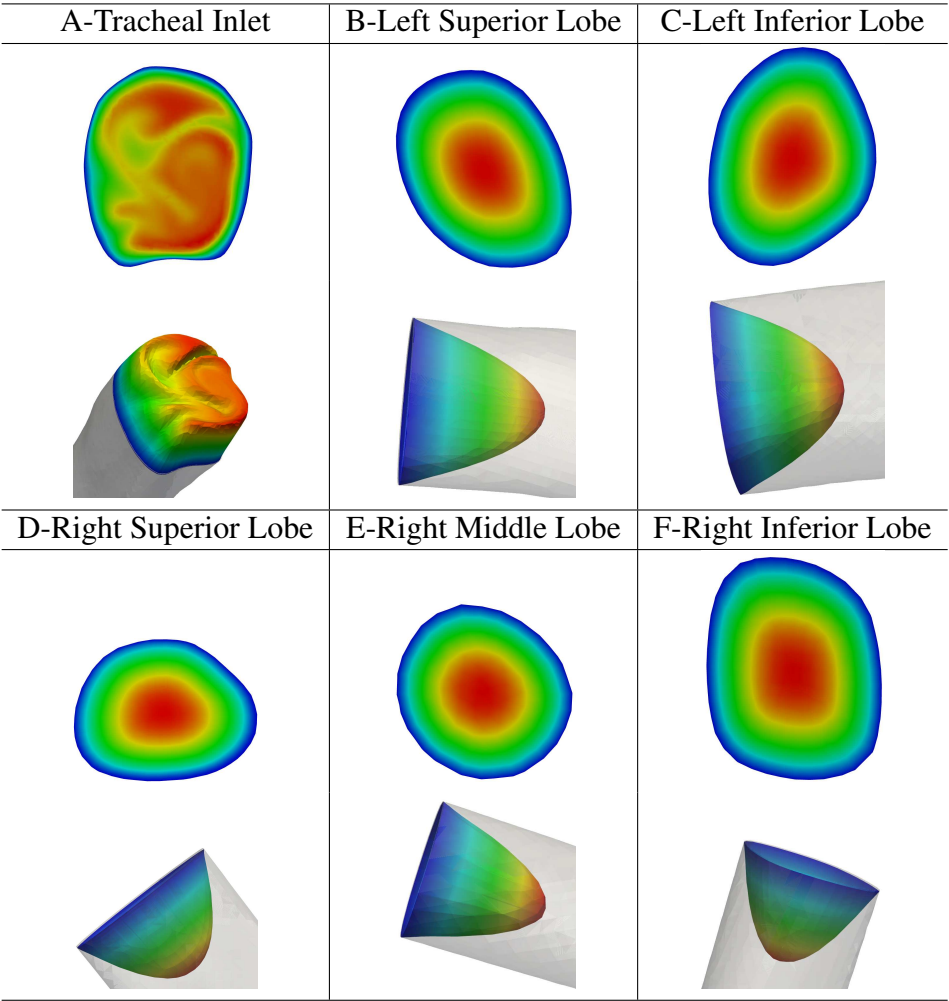 A-Tracheal Inlet
B-Left Superior Lobe
C-Left Inferior Lobe
D-Right Superior Lobe
E-Right Middle Lobe
F-Right Inferior Lobe